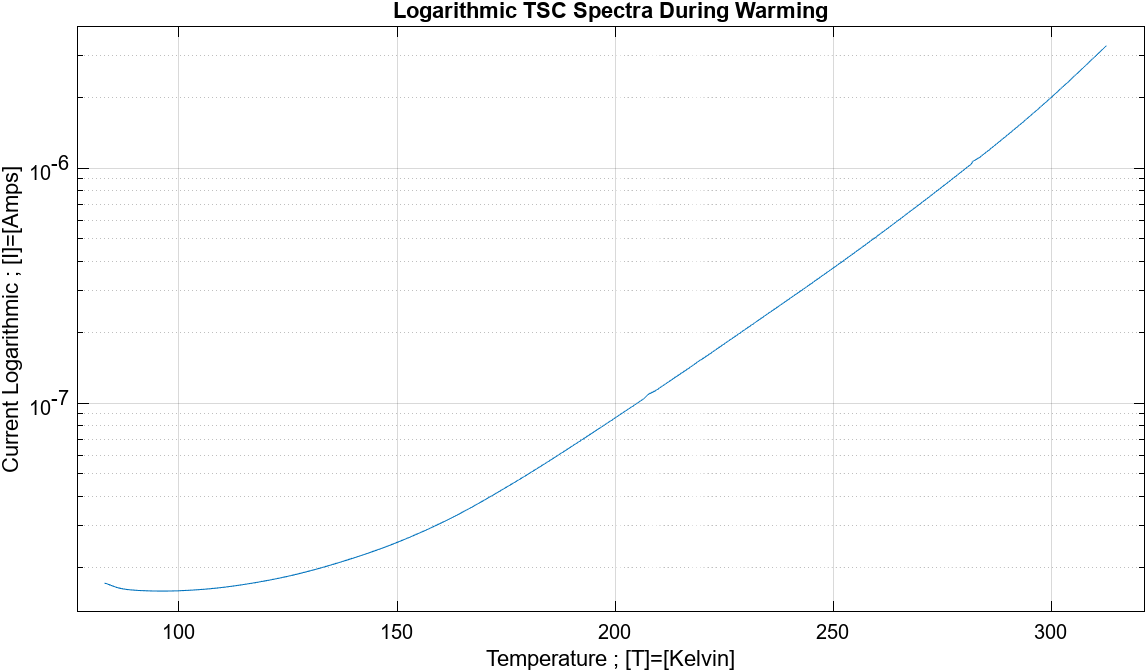 Logarithmic TSC Spectra During Warming
Current Logarithmic ; [I]=[Amps]
10^-6
10^-7
100 150 200 250 300
Temperature ; [T]=[Kelvin]